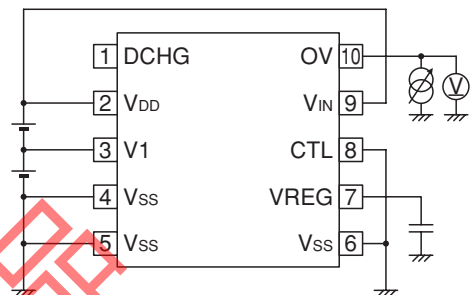 1 DCHG OV 10
2 VDD VIN 9
3 V1 CTL 8
4 VSS VREG 7
5 VSS VSS 6
V